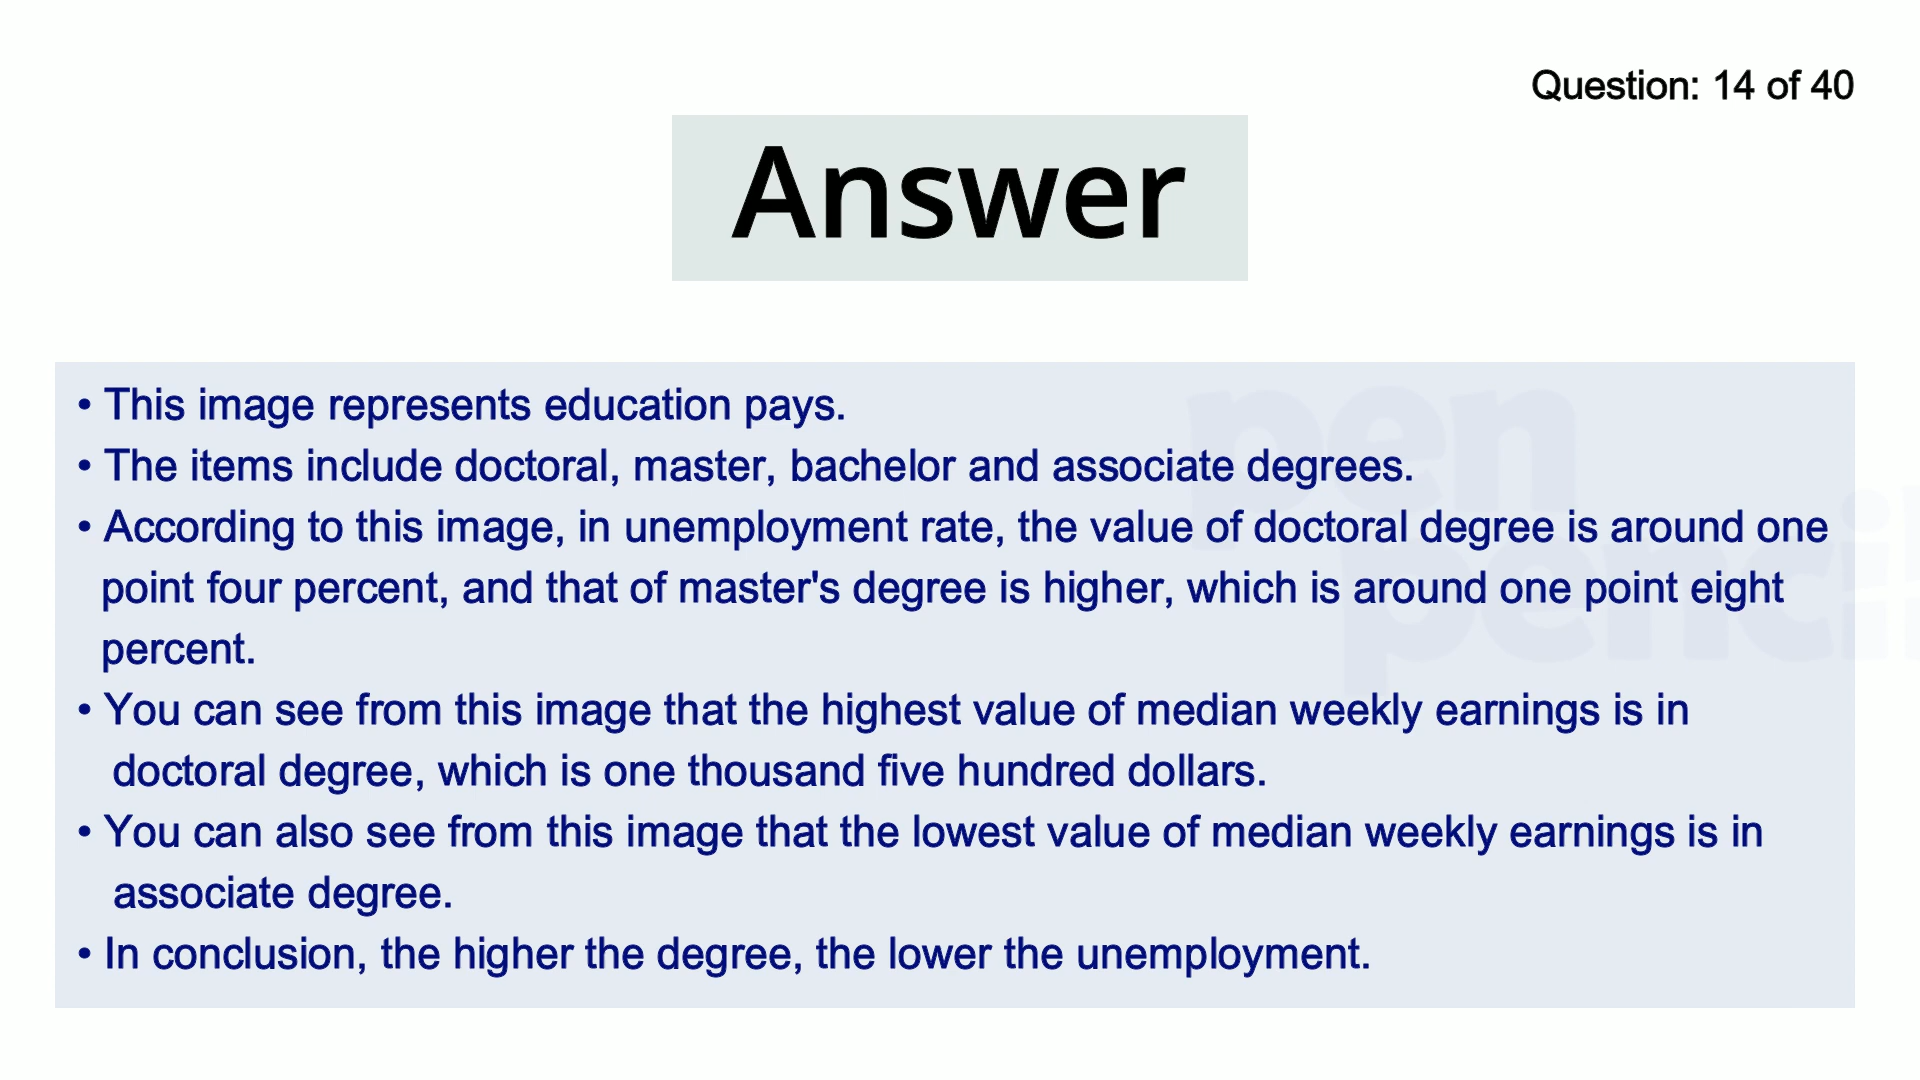 Question: 14 of 40
Answer
• This image represents education pays.
• The items include doctoral, master, bachelor and associate degrees.
• According to this image, in unemployment rate, the value of doctoral degree is around one
point four percent, and that of master's degree is higher, which is around one point eight
percent.
• You can see from this image that the highest value of median weekly earnings is in
doctoral degree, which is one thousand five hundred dollars.
• You can also see from this image that the lowest value of median weekly earnings is in
associate degree.
• In conclusion, the higher the degree, the lower the unemployment.
pen
pencil